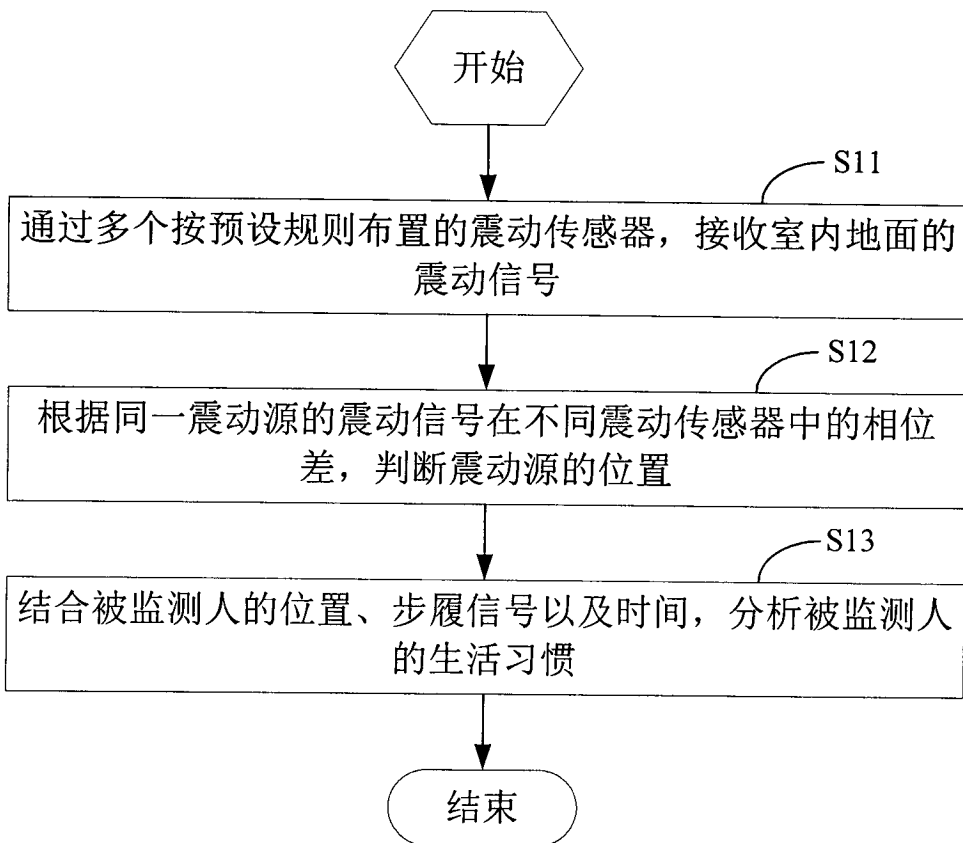 开始
S11
通过多个按预设规则布置的震动传感器，接收室内地面的
震动信号
S12
根据同一震动源的震动信号在不同震动传感器中的相位
差，判断震动源的位置
S13
结合被监测人的位置、步履信号以及时间，分析被监测人
的生活习惯
结束